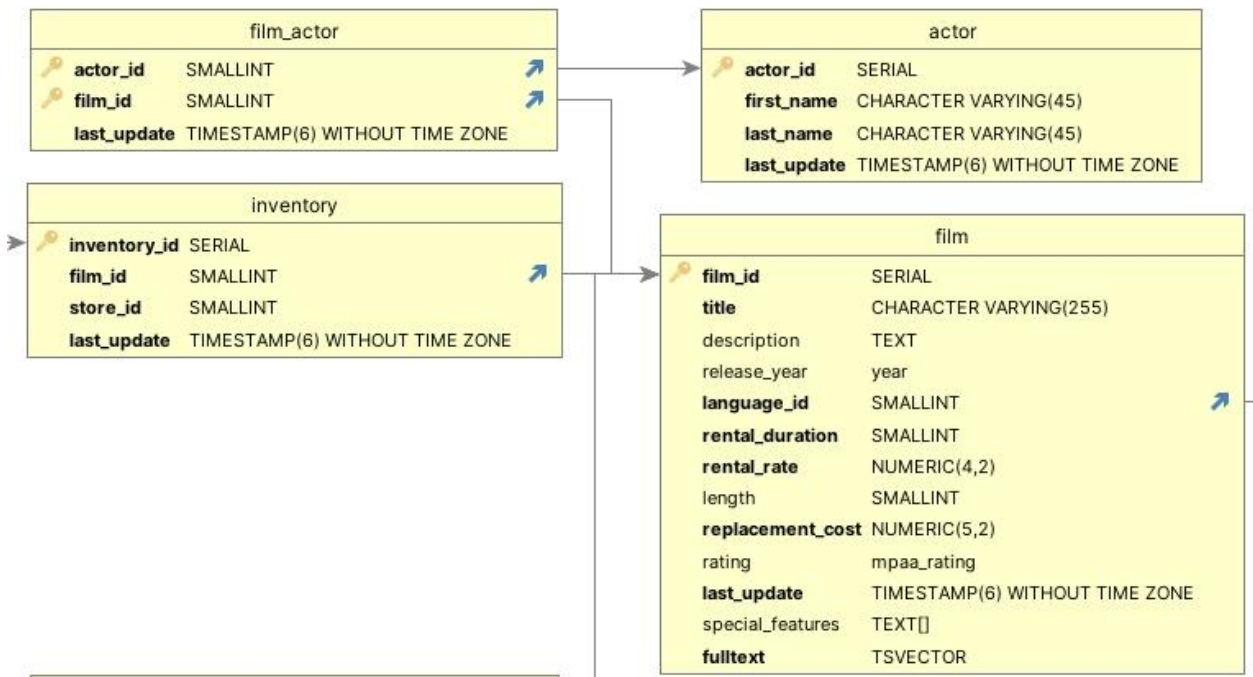 film_actor
actor_id SMALLINT
film_id SMALLINT
last_update TIMESTAMP(6) WITHOUT TIME ZONE
actor
actor_id SERIAL
first_name CHARACTER VARYING(45)
last_name CHARACTER VARYING(45)
last_update TIMESTAMP(6) WITHOUT TIME ZONE
inventory
inventory_id SERIAL
film_id SMALLINT
store_id SMALLINT
last_update TIMESTAMP(6) WITHOUT TIME ZONE
film
film_id SERIAL
title CHARACTER VARYING(255)
description TEXT
release_year year
language_id SMALLINT
rental_duration SMALLINT
rental_rate NUMERIC(4,2)
length SMALLINT
replacement_cost NUMERIC(5,2)
rating mpaa_rating
last_update TIMESTAMP(6) WITHOUT TIME ZONE
special_features TEXT[]
fulltext TSVECTOR